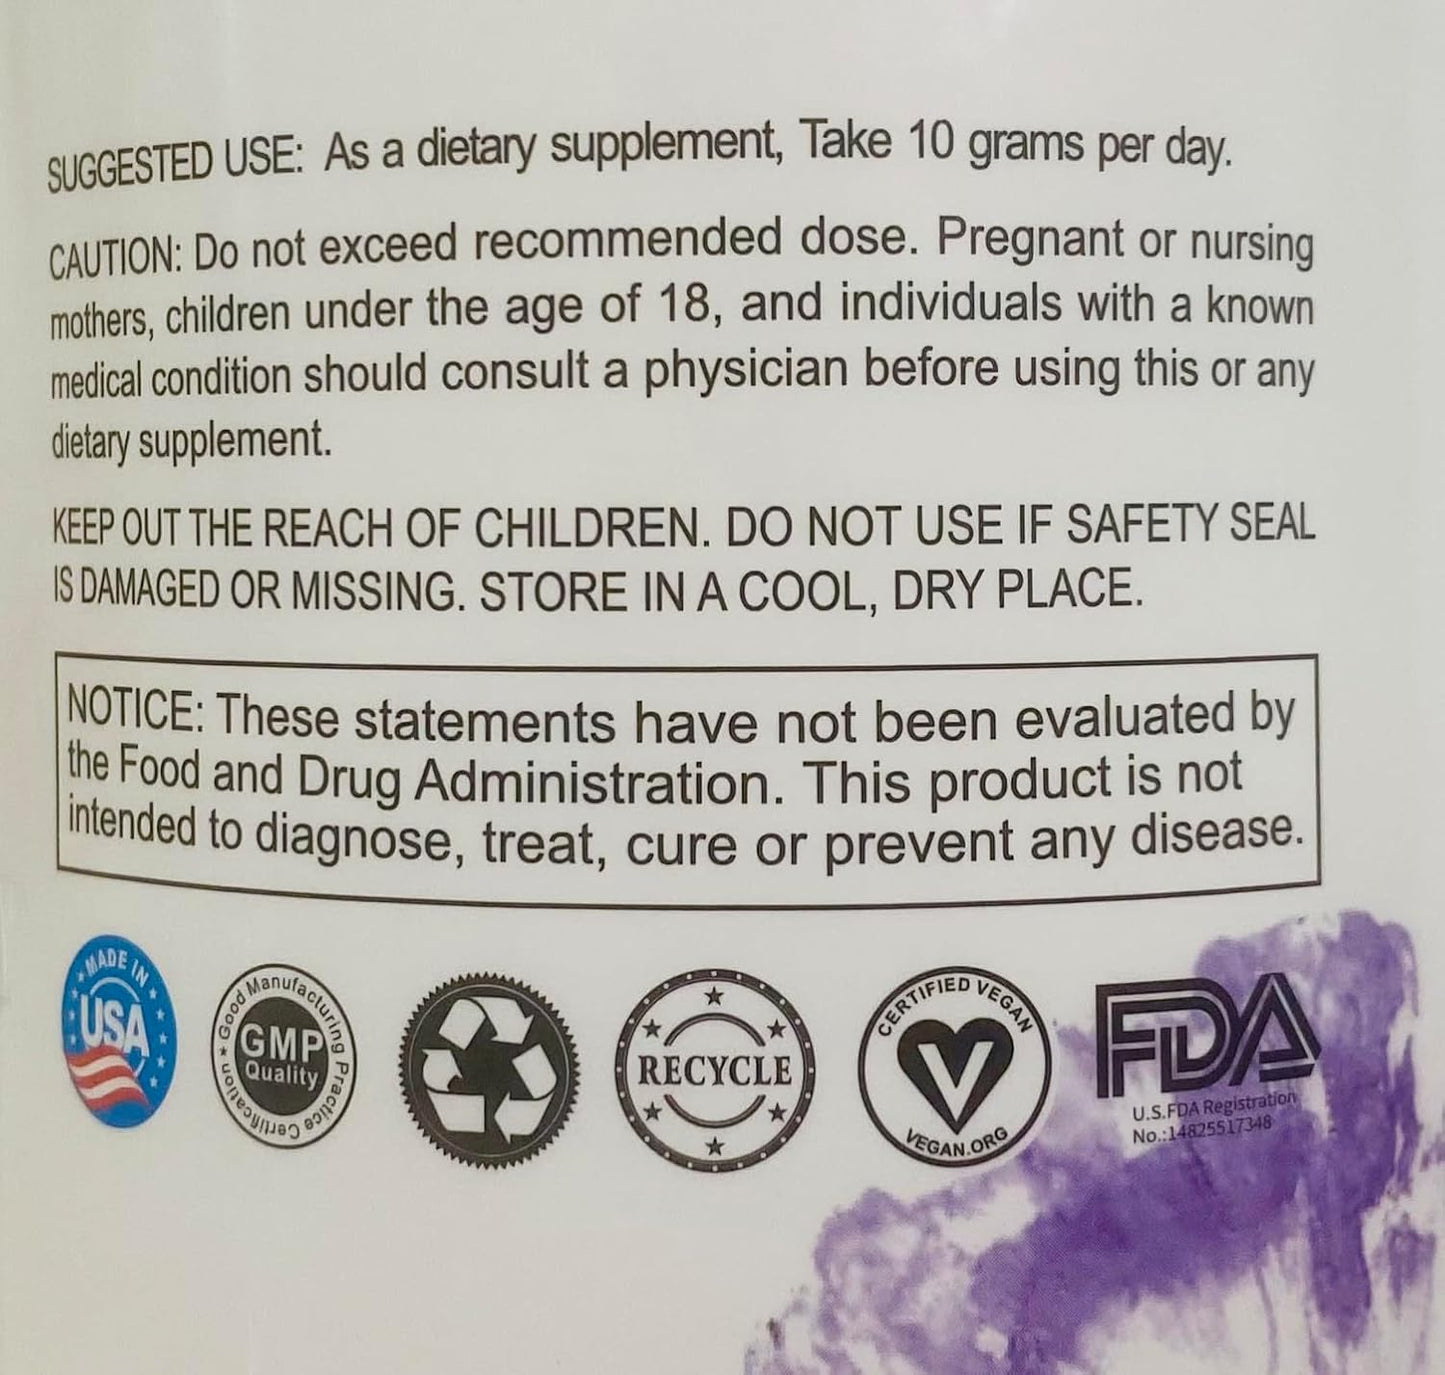 SUGGESTED USE: As a dietary supplement, Take 10 grams per day.
CAUTION: Do not exceed recommended dose. Pregnant or nursing
mothers, children under the age of 18, and individuals with a known
medical condition should consult a physician before using this or any
dietary supplement.
KEEP OUT THE REACH OF CHILDREN. DO NOT USE IF SAFETY SEAL
IS DAMAGED OR MISSING. STORE IN A COOL, DRY PLACE.
NOTICE: These statements have not been evaluated by
the Food and Drug Administration. This product is not
intended to diagnose, treat, cure or prevent any disease.
MADE IN
USA
Good Manufacturing Practice Certification
GMP
Quality
RECYCLE
CERTIFIED VEGAN
V
VEGAN.ORG
FDA
U.S.FDA Registration
No.:14825517348